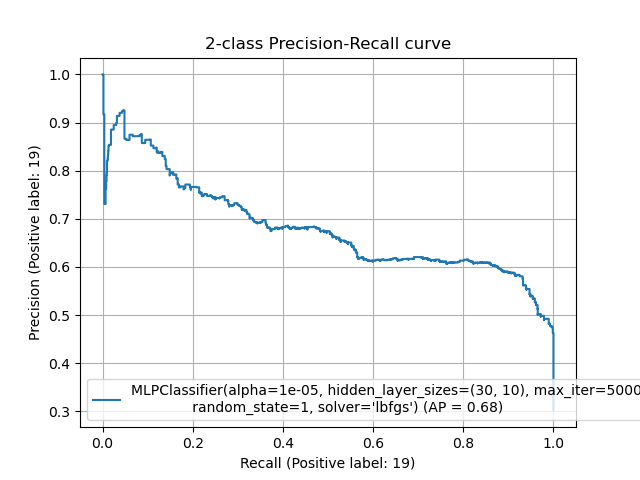 2-class Precision-Recall curve
1.0
0.9
0.8
0.7
0.6
0.5
0.4
0.3
Precision (Positive label: 19)
MLPClassifier(alpha=1e-05, hidden_layer_sizes=(30, 10), max_iter=5000
random_state=1, solver='lbfgs') (AP = 0.68)
0.0 0.2 0.4 0.6 0.8 1.0
Recall (Positive label: 19)